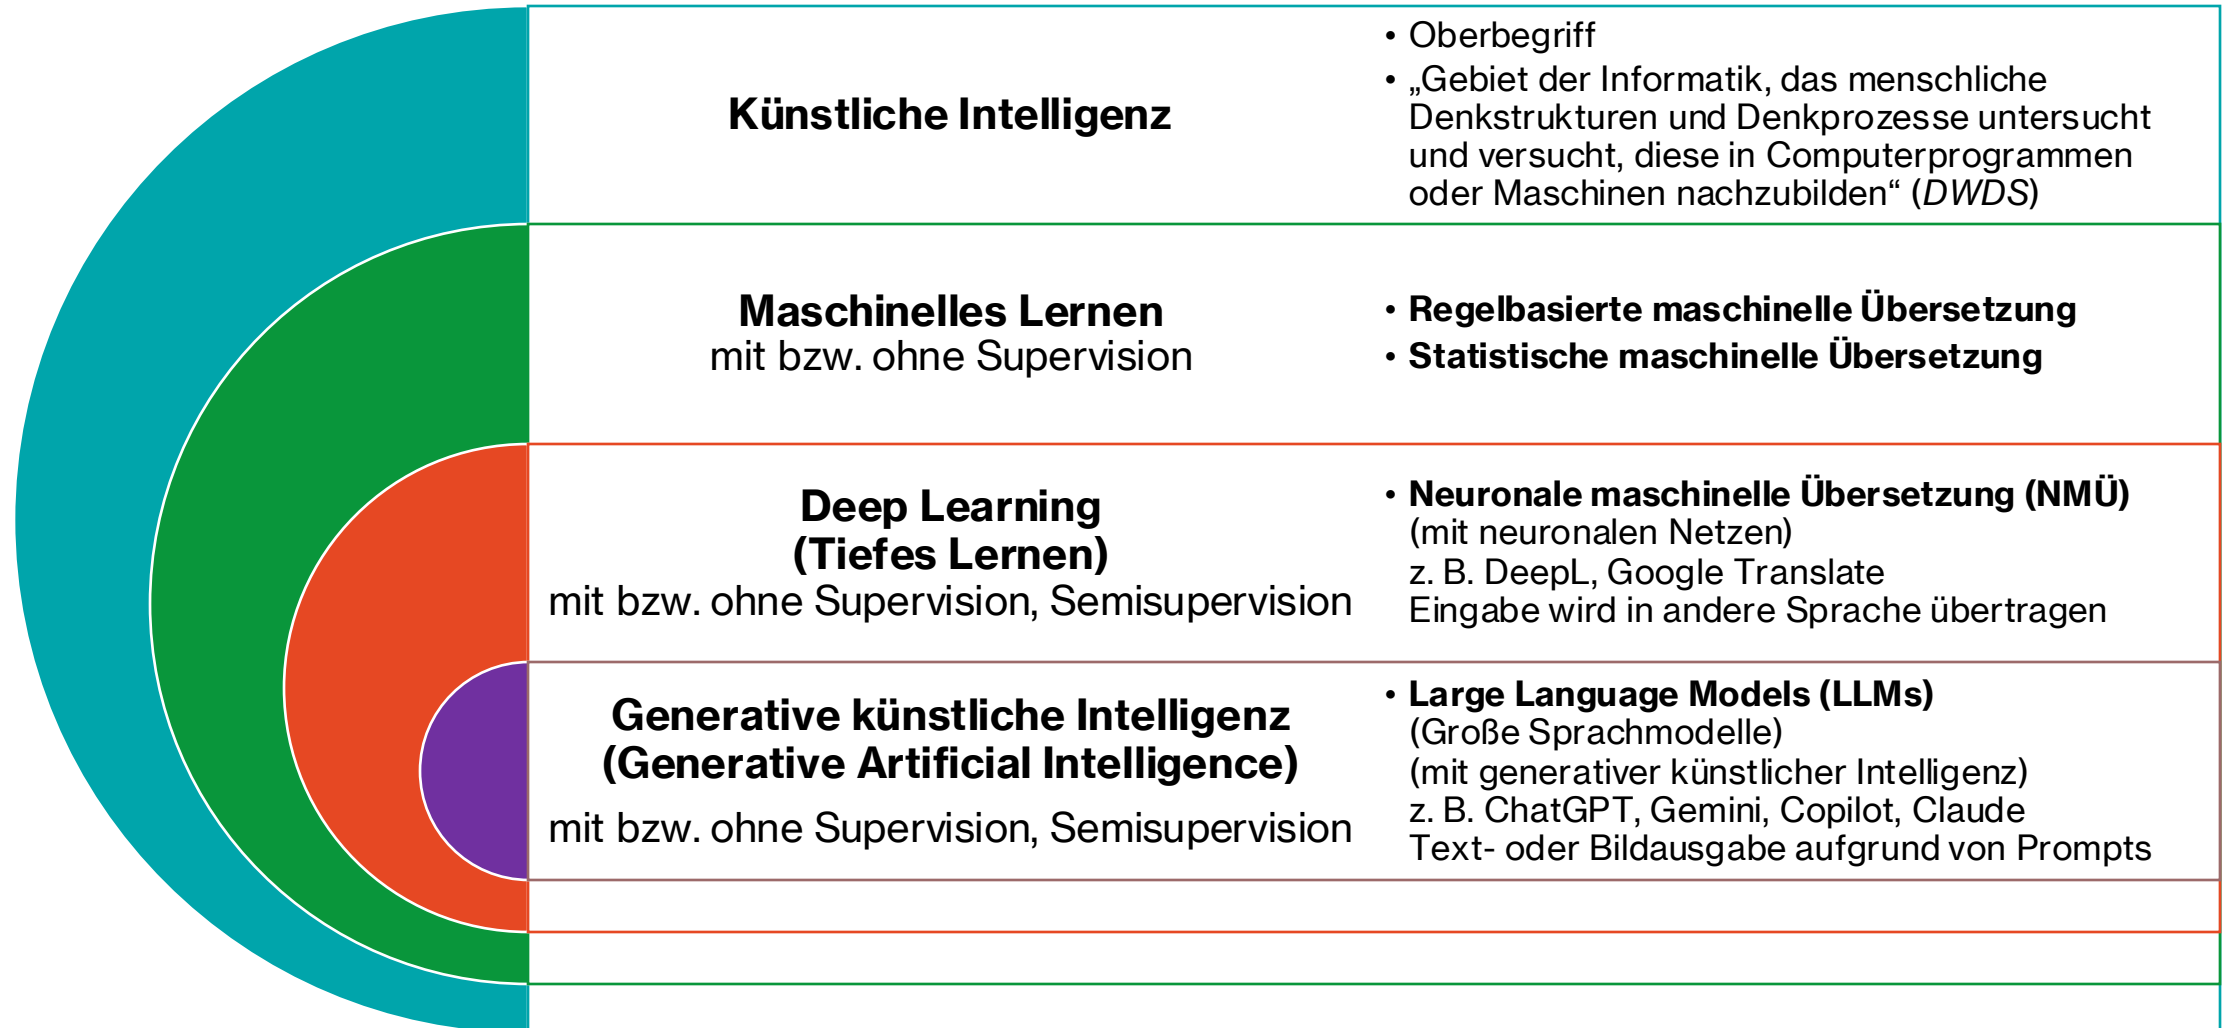 Künstliche Intelligenz
• Oberbegriff
• „Gebiet der Informatik, das menschliche
Denkstrukturen und Denkprozesse untersucht
und versucht, diese in Computerprogrammen
oder Maschinen nachzubilden“ (DWDS)
Maschinelles Lernen
mit bzw. ohne Supervision
• Regelbasierte maschinelle Übersetzung
• Statistische maschinelle Übersetzung
Deep Learning
(Tiefes Lernen)
mit bzw. ohne Supervision, Semisupervision
• Neuronale maschinelle Übersetzung (NMÜ)
(mit neuronalen Netzen)
z. B. DeepL, Google Translate
Eingabe wird in andere Sprache übertragen
Generative künstliche Intelligenz
(Generative Artificial Intelligence)
mit bzw. ohne Supervision, Semisupervision
• Large Language Models (LLMs)
(Große Sprachmodelle)
(mit generativer künstlicher Intelligenz)
z. B. ChatGPT, Gemini, Copilot, Claude
Text- oder Bildausgabe aufgrund von Prompts